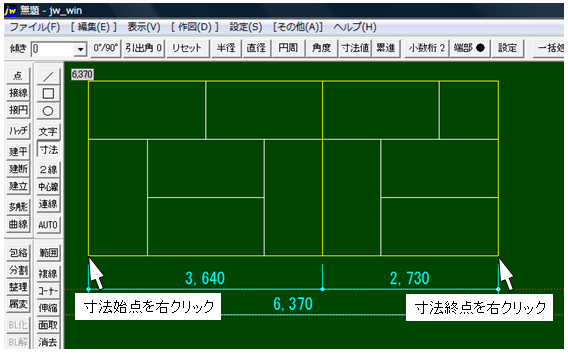 無題 - jw_win
ファイル(F) [ 編集(E) ] 表示(V) [ 作図(D) ] 設定(S) [その他(A)] ヘルプ(H)
傾き 0 0°/90° 引出角 0 リセット 半径 直径 円周 角度 寸法値 累進 小数桁 2 端部 ● 設定 一括処
点 ／
接線 □
接円 ○
ハッチ 文字
建平 寸法
建断 2線
建立 中心線
多角形 連線
曲線 AUTO
包絡 範囲
分割 複線
整理 コーナー
属変 伸縮
BL化 面取
BL解 消去
6,370
3,640 2,730
寸法始点を右クリック 6,370 寸法終点を右クリック